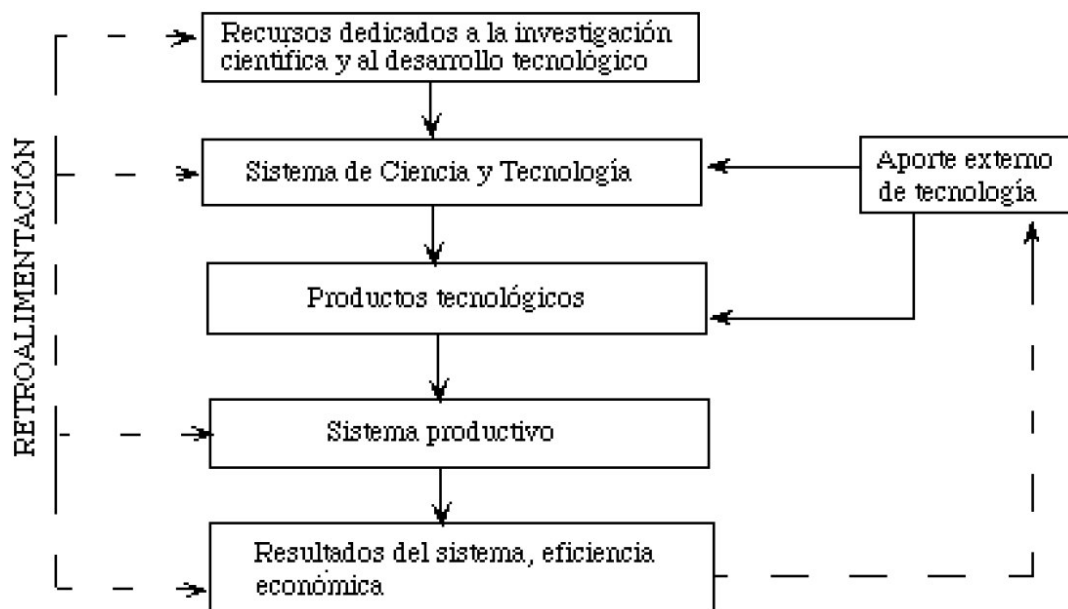 Recursos dedicados a la investigación
científica y al desarrollo tecnológico
Sistema de Ciencia y Tecnología
Aporte externo
de tecnología
Productos tecnológicos
Sistema productivo
Resultados del sistema, eficiencia
económica
RETROALIMENTACIÓN